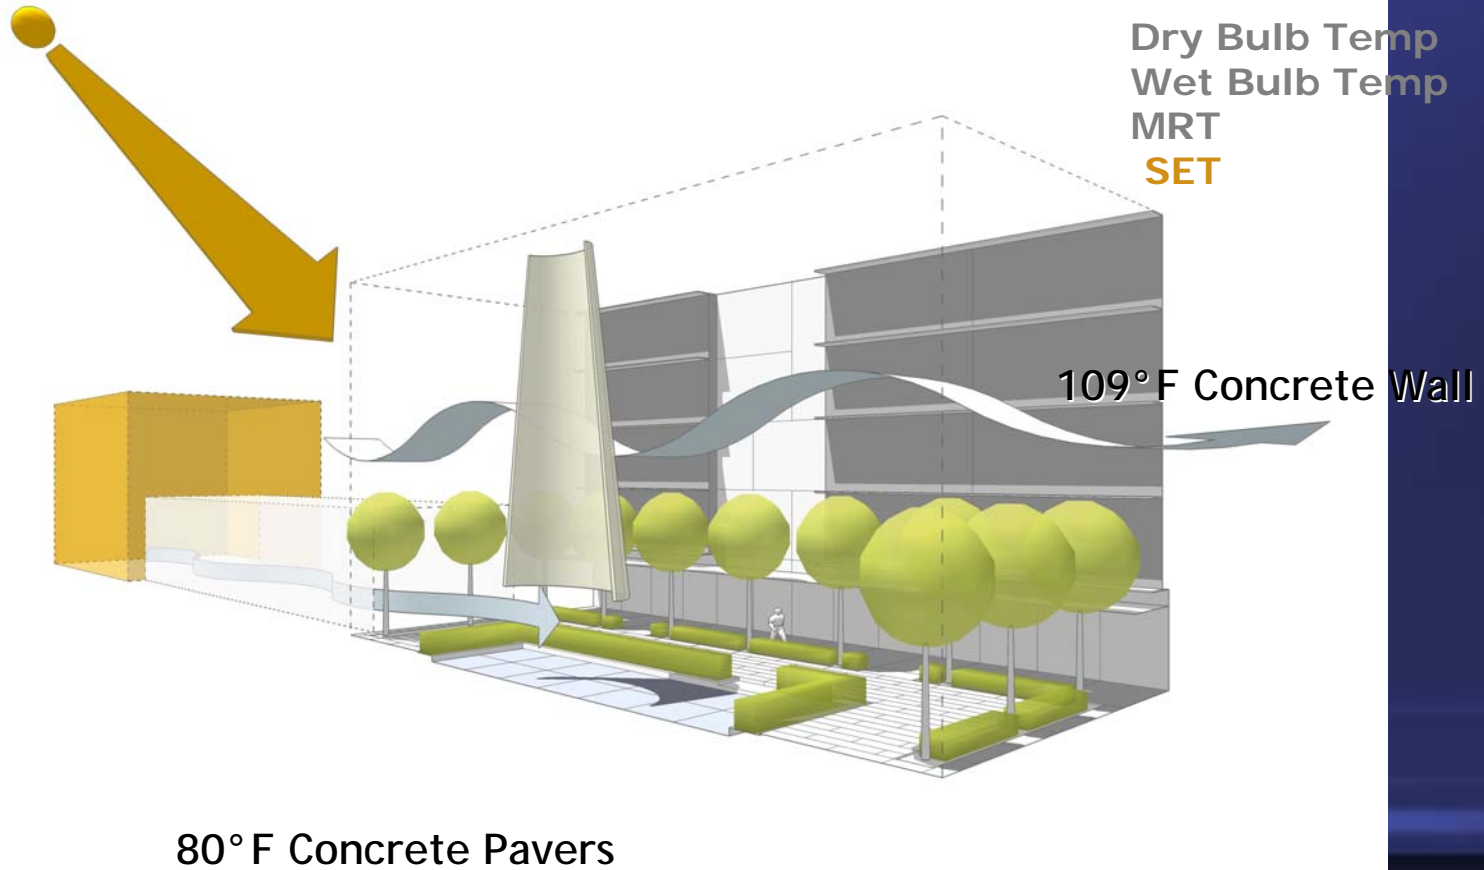 Dry Bulb Temp
Wet Bulb Temp
MRT
SET
109°F Concrete Wall
80°F Concrete Pavers